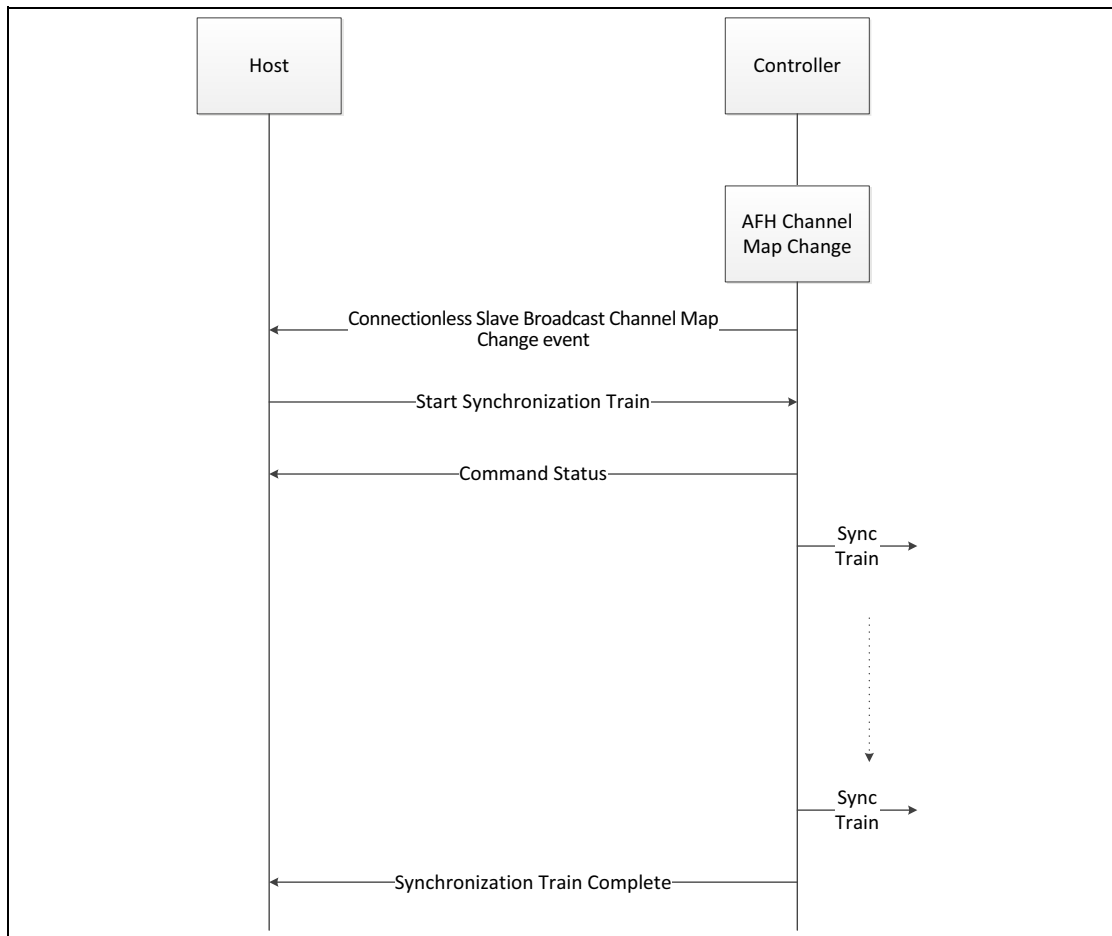 Host
Controller
AFH Channel
Map Change
Connectionless Slave Broadcast Channel Map
Change event
Start Synchronization Train
Command Status
Sync
Train
Sync
Train
Synchronization Train Complete